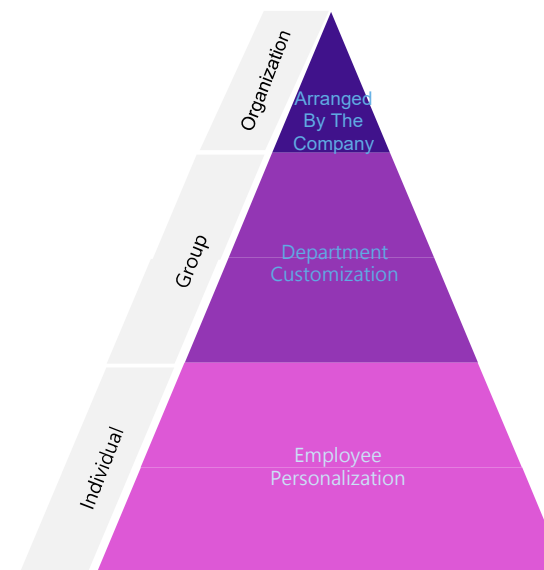 Organization
Arranged
By The
Company
Group
Department
Customization
Individual
Employee
Personalization